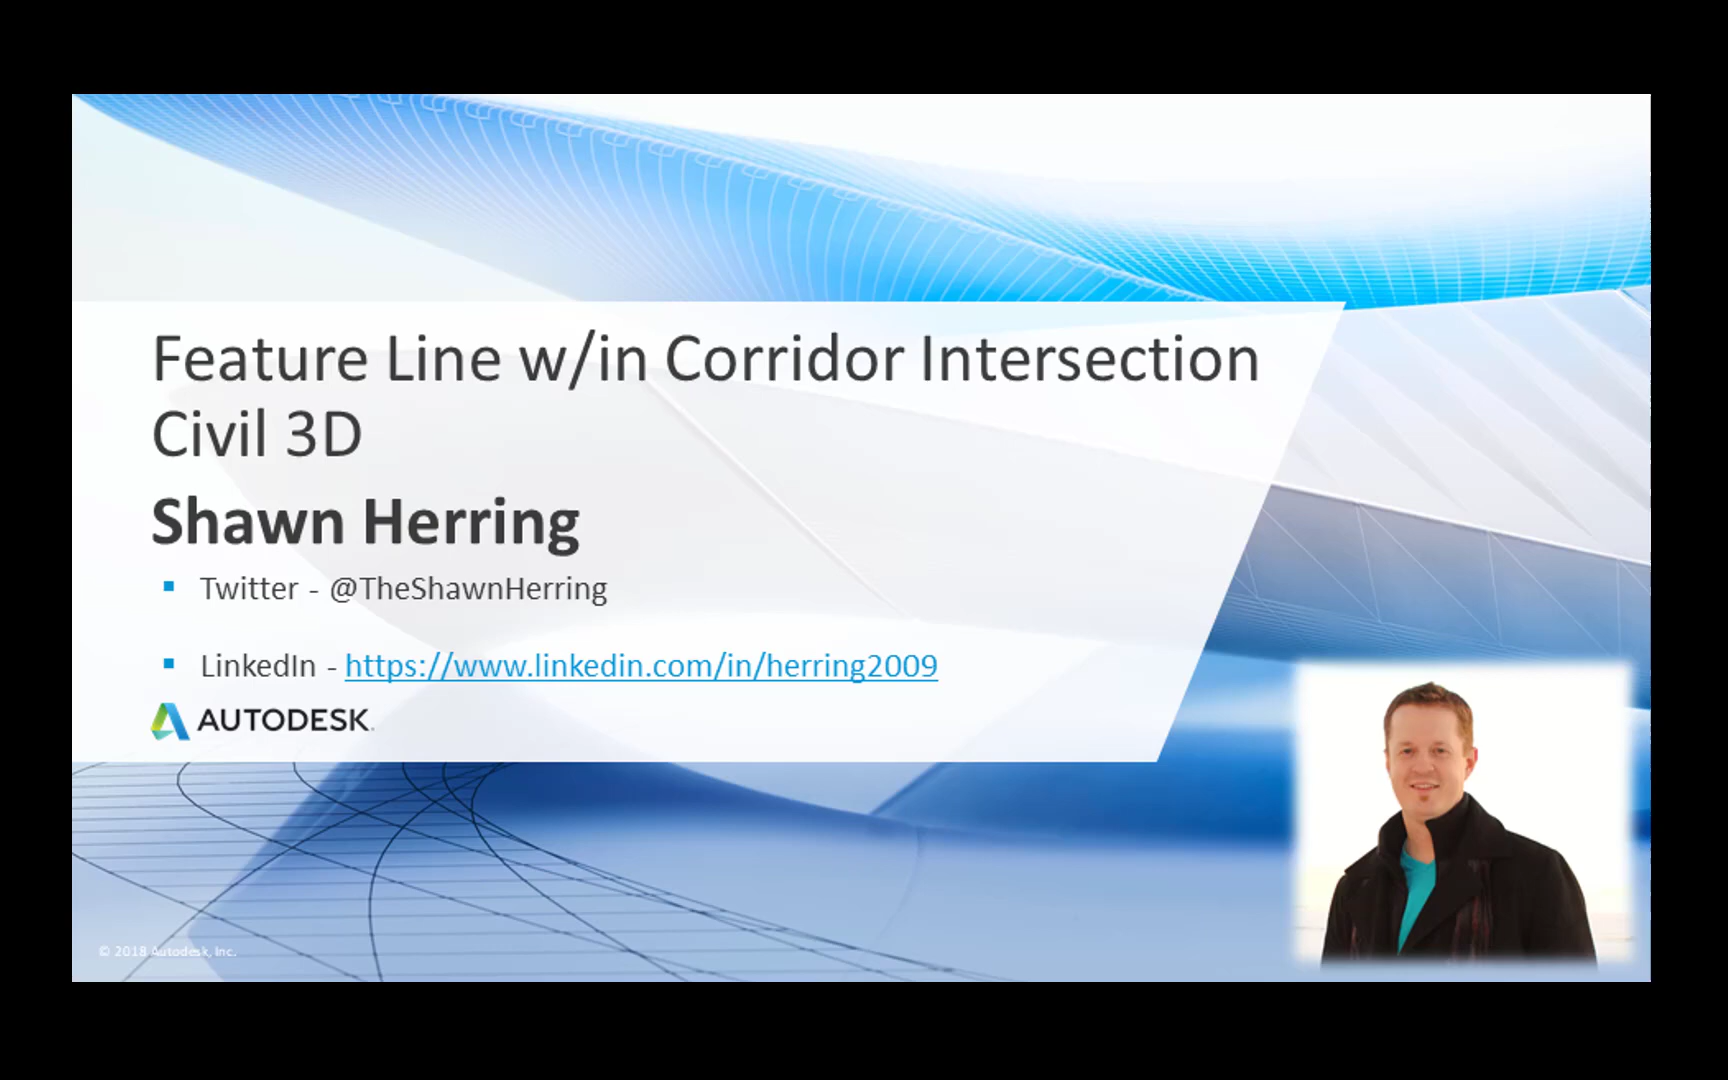 Feature Line w/in Corridor Intersection
Civil 3D
Shawn Herring
▪ Twitter - @TheShawnHerring
▪ LinkedIn - https://www.linkedin.com/in/herring2009
AUTODESK.
© 2018 Autodesk, Inc.